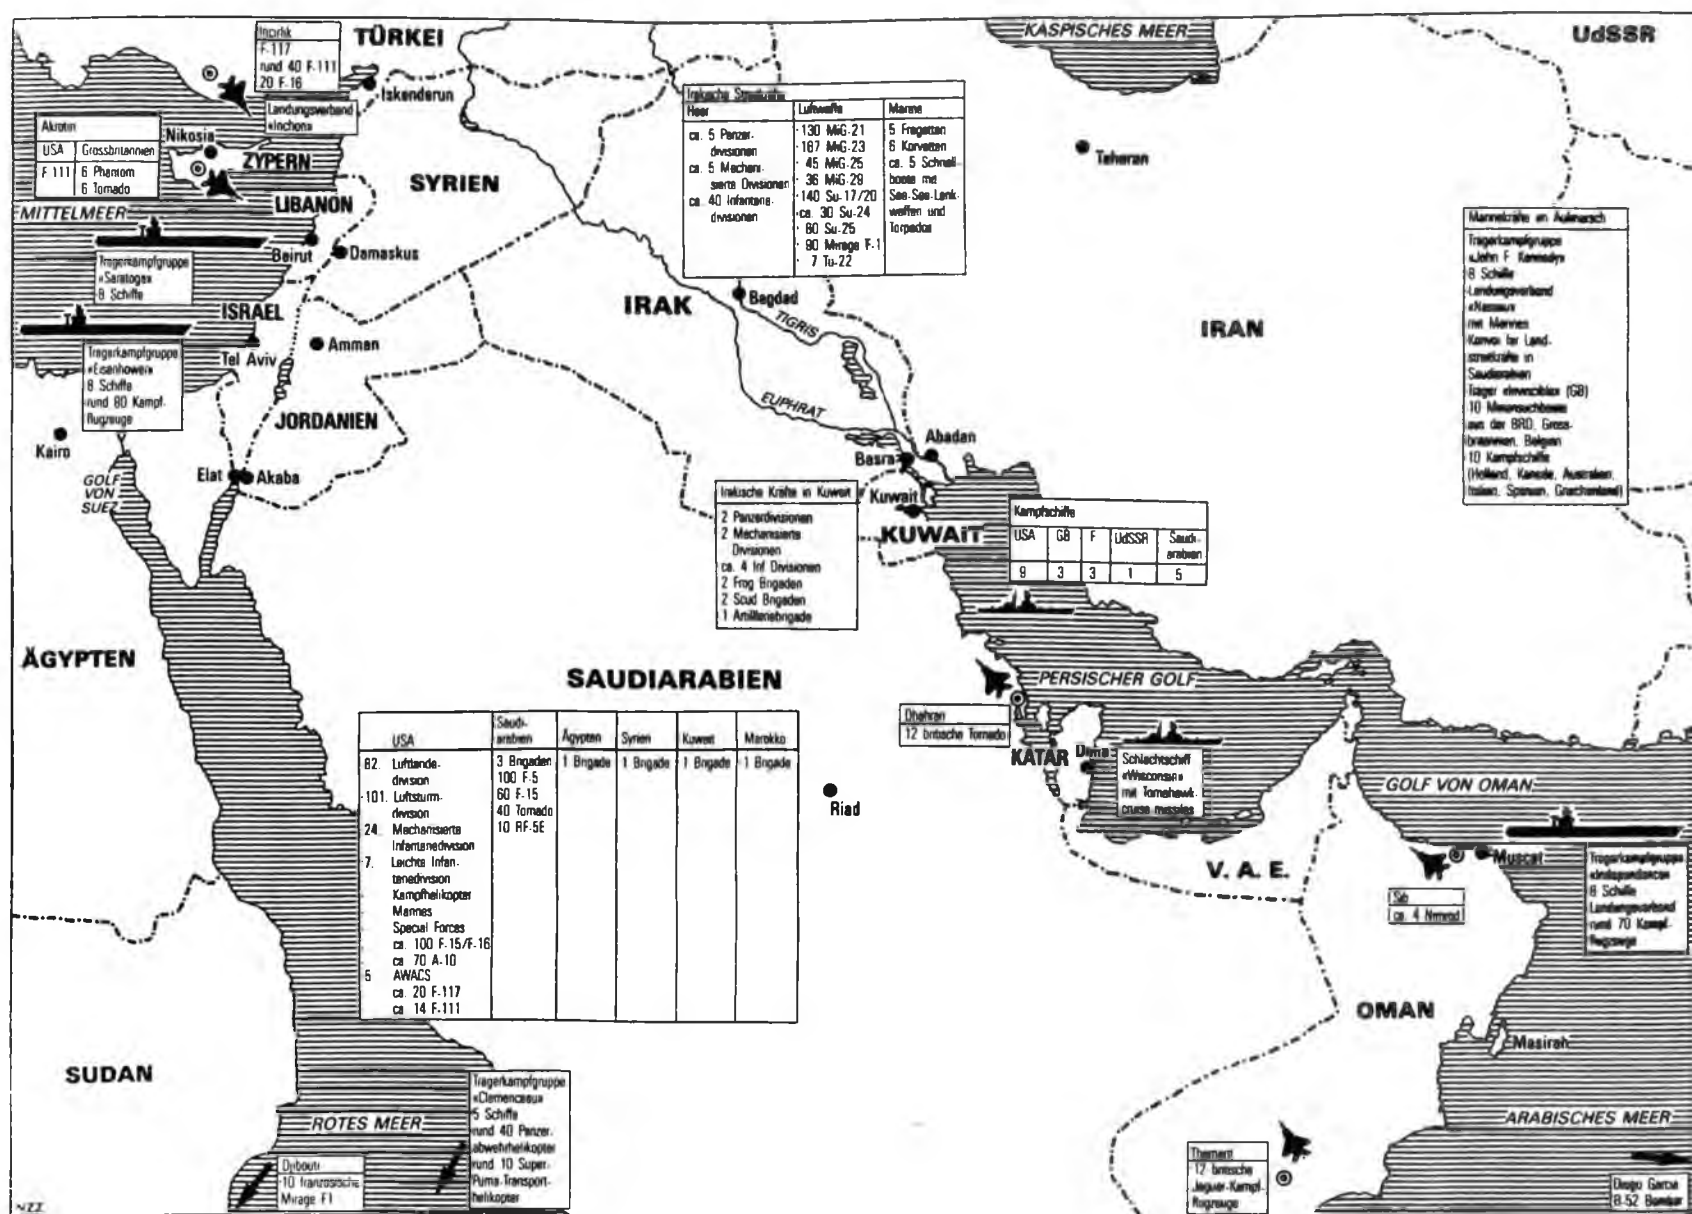 TÜRKEI
KASPISCHES MEER
UdSSR
Incirlik
F-117
rund 40 F-111
20 F-16
Landungsverband
«Inchon»
Iskenderun
Akrotiri
USA Grossbritannien
F 111 6 Phantom
6 Tornado
Nikosia
ZYPERN
SYRIEN
LIBANON
MITTELMEER
Beirut
Damaskus
Trägerkampfgruppe
«Saratoga»
8 Schiffe
ISRAEL
Tel Aviv
Amman
Trägerkampfgruppe
«Eisenhower»
8 Schiffe
rund 80 Kampf-
flugzeuge
JORDANIEN
Kairo
Elat
Akaba
GOLF
VON
SUEZ
Irakische Streitkräfte
Heer
ca. 5 Panzer-
divisionen
ca. 5 Mechani-
sierte Divisionen
ca. 40 Infanterie-
divisionen
Luftwaffe
130 MiG-21
167 MiG-23
45 MiG-25
36 MiG-29
140 Su-17/20
ca. 30 Su-24
60 Su-25
90 Mirage F-1
7 Tu-22
Marine
5 Fregatten
6 Korvetten
ca. 5 Schnell-
boote mit
See-See-Lenk-
waffen und
Torpedos
Teheran
IRAK
Bagdad
TIGRIS
EUPHRAT
IRAN
Marinekräfte im Aufmarsch
Trägerkampfgruppe
«John F Kennedy»
8 Schiffe
Landungsverband
«Nassau»
mit Marines
Konvoi für Land-
streitkräfte in
Saudiarabien
Träger «Invincible» (GB)
10 Minensuchboote
aus der BRD, Gross-
britannien, Belgien
10 Kampfschiffe
(Holland, Kanada, Australien,
Italien, Spanien, Griechenland)
Abadan
Basra
Kuwait
KUWAIT
Irakische Kräfte in Kuwait
2 Panzerdivisionen
2 Mechanisierte
Divisionen
ca. 4 Inf Divisionen
2 Frog Brigaden
2 Scud Brigaden
1 Artilleriebrigade
Kampfschiffe
USA GB F UdSSR Saudi-
arabien
9 3 3 1 5
ÄGYPTEN
SAUDIARABIEN
USA
82. Luftlande-
division
101. Luftsturm-
division
24. Mechanisierte
Infanteriedivision
7. Leichte Infan-
teriedivision
Kampfhelikopter
Marines
Special Forces
ca. 100 F-15/F-16
ca 70 A-10
5 AWACS
ca. 20 F-117
ca 14 F-111
Saudi-
arabien
3 Brigaden
100 F-5
60 F-15
40 Tornado
10 RF-5E
Ägypten
1 Brigade
Syrien
1 Brigade
Kuwait
1 Brigade
Marokko
1 Brigade
Riad
PERSISCHER GOLF
Dhahran
12 britische Tornado
KATAR
Doha
Schlachtschiff
«Wisconsin»
mit Tomahawk-
cruise missiles
GOLF VON OMAN
V. A. E.
Muscat
Sib
ca. 4 Nimrod
Trägerkampfgruppe
«Independence»
8 Schiffe
Landungsverband
rund 70 Kampf-
flugzeuge
OMAN
Masirah
SUDAN
ROTES MEER
Trägerkampfgruppe
«Clemenceau»
5 Schiffe
rund 40 Panzer-
abwehrhelikopter
rund 10 Super-
Puma-Transport-
helikopter
Djibouti
10 französische
Mirage F1
ARABISCHES MEER
Thamarit
12 britische
Jaguar-Kampf-
flugzeuge
Diego Garcia
B-52 Bomber
NZZ